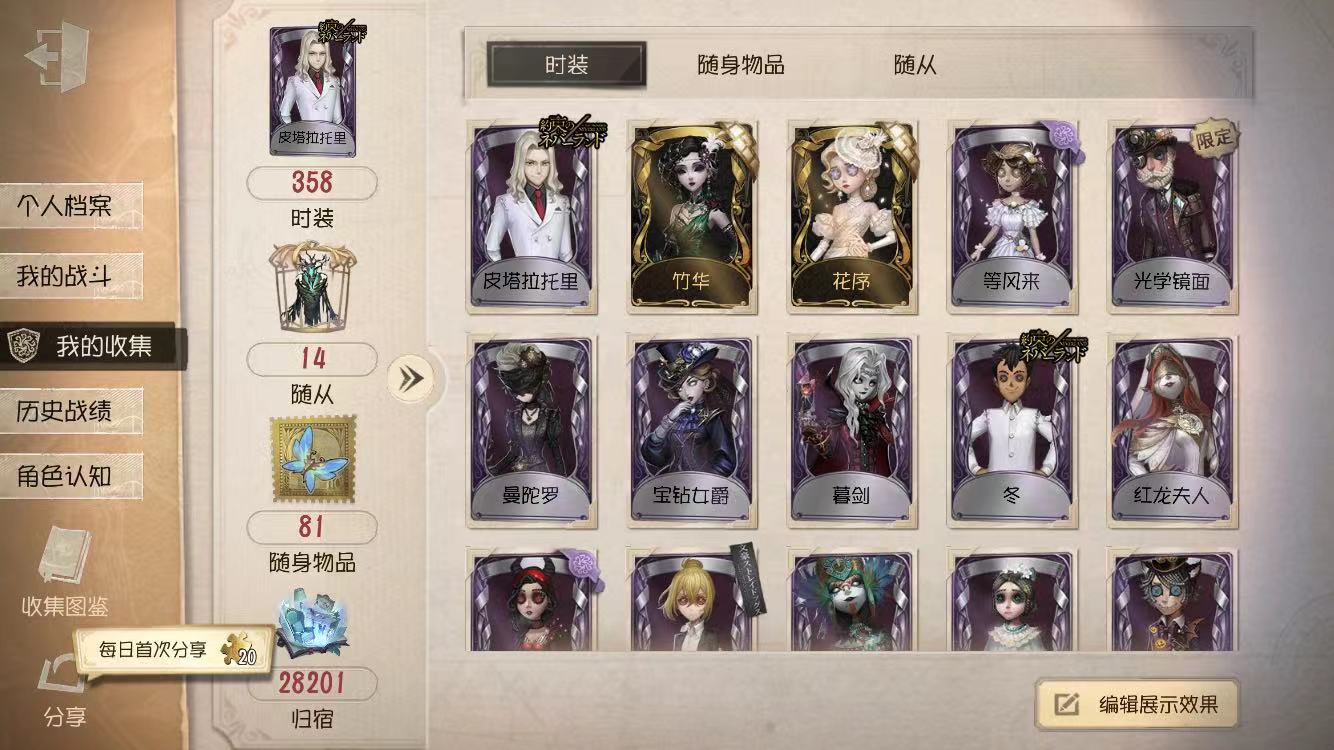 个人档案
我的战斗
我的收集
历史战绩
角色认知
收集图鉴
每日首次分享
20
分享
皮塔拉托里
358
时装
14
随从
81
随身物品
28201
归宿
时装 随身物品 随从
皮塔拉托里 竹华 花序 等风来 光学镜面
限定
曼陀罗 宝钻女爵 暮剑 冬 红龙夫人
编辑展示效果